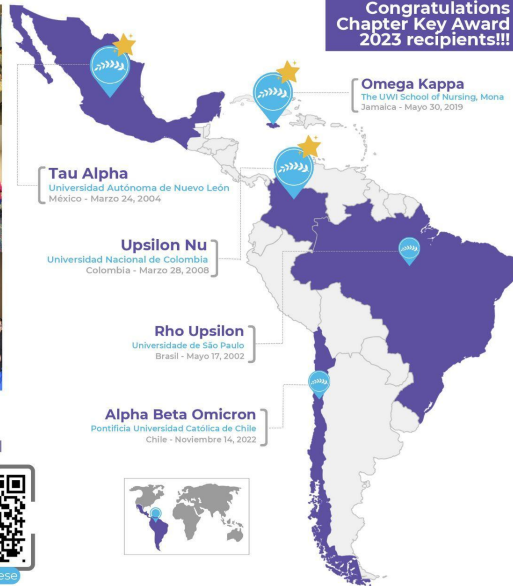 Congratulations
Chapter Key Award
2023 recipients!!!
Omega Kappa
The UWI School of Nursing, Mona
Jamaica - Mayo 30, 2019
Tau Alpha
Universidad Autónoma de Nuevo León
México - Marzo 24, 2004
Upsilon Nu
Universidad Nacional de Colombia
Colombia - Marzo 28, 2008
Rho Upsilon
Universidade de São Paulo
Brasil - Mayo 17, 2002
Alpha Beta Omicron
Pontificia Universidad Católica de Chile
Chile - Noviembre 14, 2022